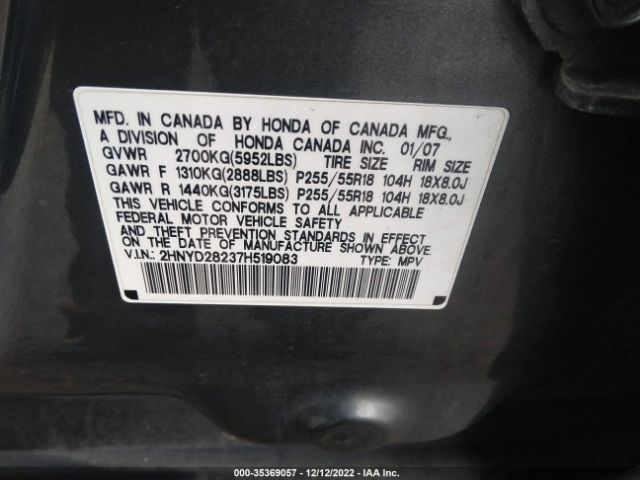 MFD. IN CANADA BY HONDA OF CANADA MFG.,
A DIVISION OF HONDA CANADA INC. 01/07
GVWR 2700KG(5952LBS) TIRE SIZE RIM SIZE
GAWR F 1310KG(2888LBS) P255/55R18 104H 18X8.0J
GAWR R 1440KG(3175LBS) P255/55R18 104H 18X8.0J
THIS VEHICLE CONFORMS TO ALL APPLICABLE
FEDERAL MOTOR VEHICLE SAFETY
AND THEFT PREVENTION STANDARDS IN EFFECT
ON THE DATE OF MANUFACTURE SHOWN ABOVE.
V.I.N.: 2HNYD28237H519083 TYPE: MPV
000-35369057 - 12/12/2022 - IAA Inc.